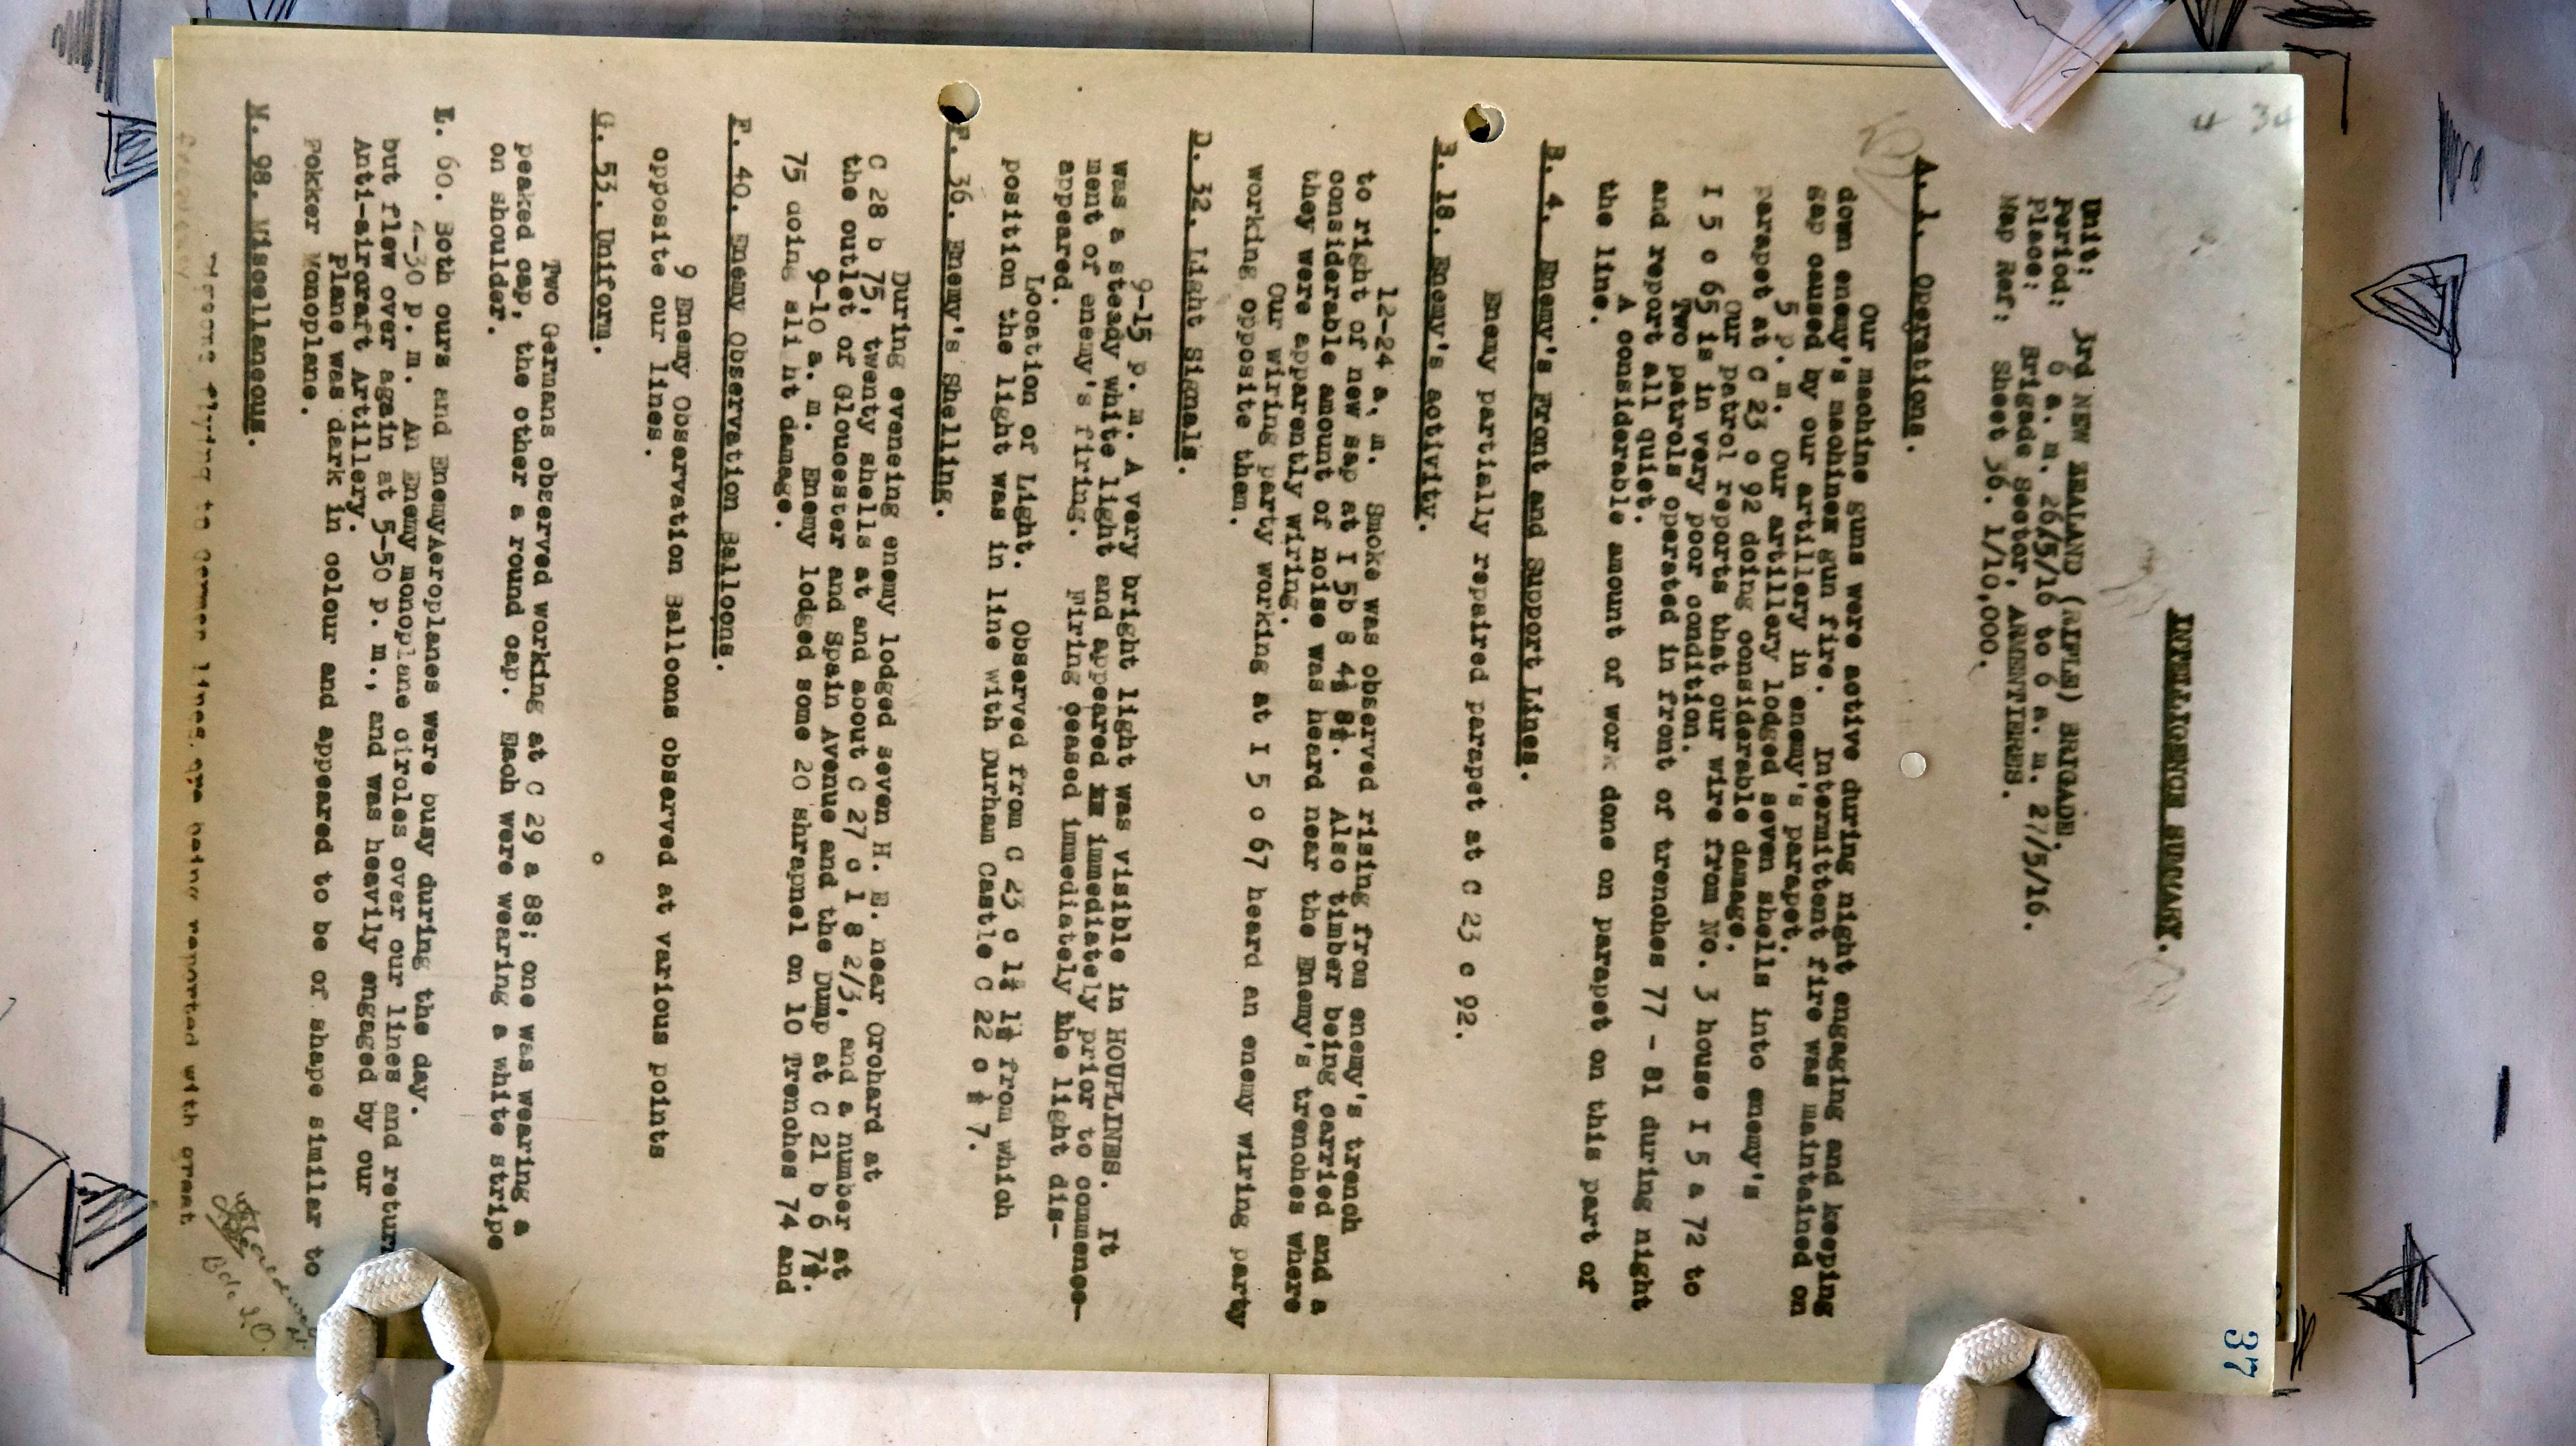 4 34
37
INTELLIGENCE SUMMARY.
Unit: 3rd NEW ZEALAND (RIFLE) BRIGADE.
Period: 6 a. m. 26/5/16 to 6 a. m. 27/5/16.
Place: Brigade Sector, ARMENTIERES.
Map Ref: Sheet 36. 1/10,000.
A. 1. Operations.
Our machine guns were active during night engaging and keeping
down enemy's machines gun fire. Intermittent fire was maintained on
gap caused by our artillery in enemy's parapet.
5 p. m. Our artillery lodged seven shells into enemy's
parapet at C 23 c 92 doing considerable damage.
Our patrol reports that our wire from No. 3 house I 5 a 72 to
I 5 c 65 is in very poor condition.
Two patrols operated in front of trenches 77 - 81 during night
and report all quiet.
A considerable amount of work done on parapet on this part of
the line.
B. 4. Enemy's Front and Support Lines.
Enemy partially repaired parapet at C 23 c 92.
B. 18. Enemy's activity.
12-24 a. m. Smoke was observed rising from enemy's trench
to right of new sap at I 5b 8 4½ 8½. Also timber being carried and a
considerable amount of noise was heard near the Enemy's trenches where
they were apparently wiring.
Our wiring party working at I 5 c 67 heard an enemy wiring party
working opposite them.
D. 32. Light Signals.
9-15 p. m. A very bright light was visible in HOUPLINES. It
was a steady white light and appeared in immediately prior to commence-
ment of enemy's firing. Firing ceased immediately the light dis-
appeared.
Location of Light. Observed from C 23 c 1½ 1½ from which
position the light was in line with Durham Castle C 22 c ½ 7.
F. 36. Enemy's Shelling.
During eveneing enemy lodged seven H. E. near Orchard at
C 28 b 75, twenty shells at and about C 27 c 1 8 2/3, and a number at
the outlet of Gloucester and Spain Avenue and the Dump at C 21 b 6 7½.
9-10 a. m. Enemy lodged some 20 shrapnel on 10 Trenches 74 and
75 doing slight damage.
F. 40. Enemy Observation Balloons.
9 Enemy Observation Balloons observed at various points
opposite our lines.
G. 53. Uniform.
Two Germans observed working at C 29 a 88; one was wearing a
peaked cap, the other a round cap. Each were wearing a white stripe
on shoulder.
L. 60. Both ours and Enemy Aeroplanes were busy during the day.
4-30 p. m. An Enemy monoplane circles over our lines and return
but flew over again at 5-50 p. m., and was heavily engaged by our
Anti-aircraft Artillery.
Plane was dark in colour and appeared to be of shape similar to
Fokker Monoplane.
M. 98. Miscellaneous.
Pigeons flying to German lines are being reported with great
Bde I.O.